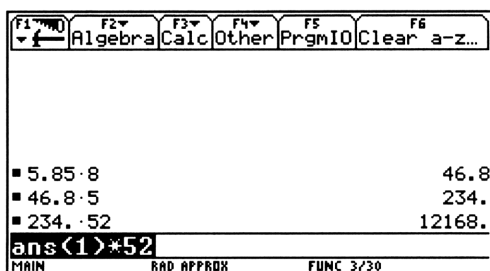 F1 F2 Algebra F3 Calc F4 Other F5 PrgmIO F6 Clear a-z…
▪ 5.85·8 46.8
▪ 46.8·5 234.
▪ 234.·52 12168.
ans(1)*52
MAIN RAD APPROX FUNC 3/30